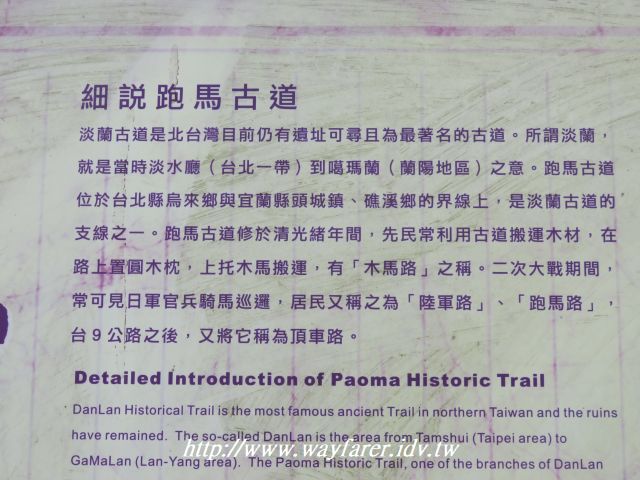 細說跑馬古道
淡蘭古道是北台灣目前仍有遺址可尋且為最著名的古道。所謂淡蘭，
就是當時淡水廳（台北一帶）到噶瑪蘭（蘭陽地區）之意。跑馬古道
位於台北縣烏來鄉與宜蘭縣頭城鎮、礁溪鄉的界線上，是淡蘭古道的
支線之一。跑馬古道修於清光緒年間，先民常利用古道搬運木材，在
路上置圓木枕，上托木馬搬運，有「木馬路」之稱。二次大戰期間，
常可見日軍官兵騎馬巡邏，居民又稱之為「陸軍路」、「跑馬路」，
台9公路之後，又將它稱為頂車路。
Detailed Introduction of Paoma Historic Trail
DanLan Historical Trail is the most famous ancient Trail in northern Taiwan and the ruins
have remained. The so-called DanLan is the area from Tamshui (Taipei area) to
GaMaLan (Lan-Yang area). The Paoma Historic Trail, one of the branches of DanLan
http://www.wayfarer.idv.tw